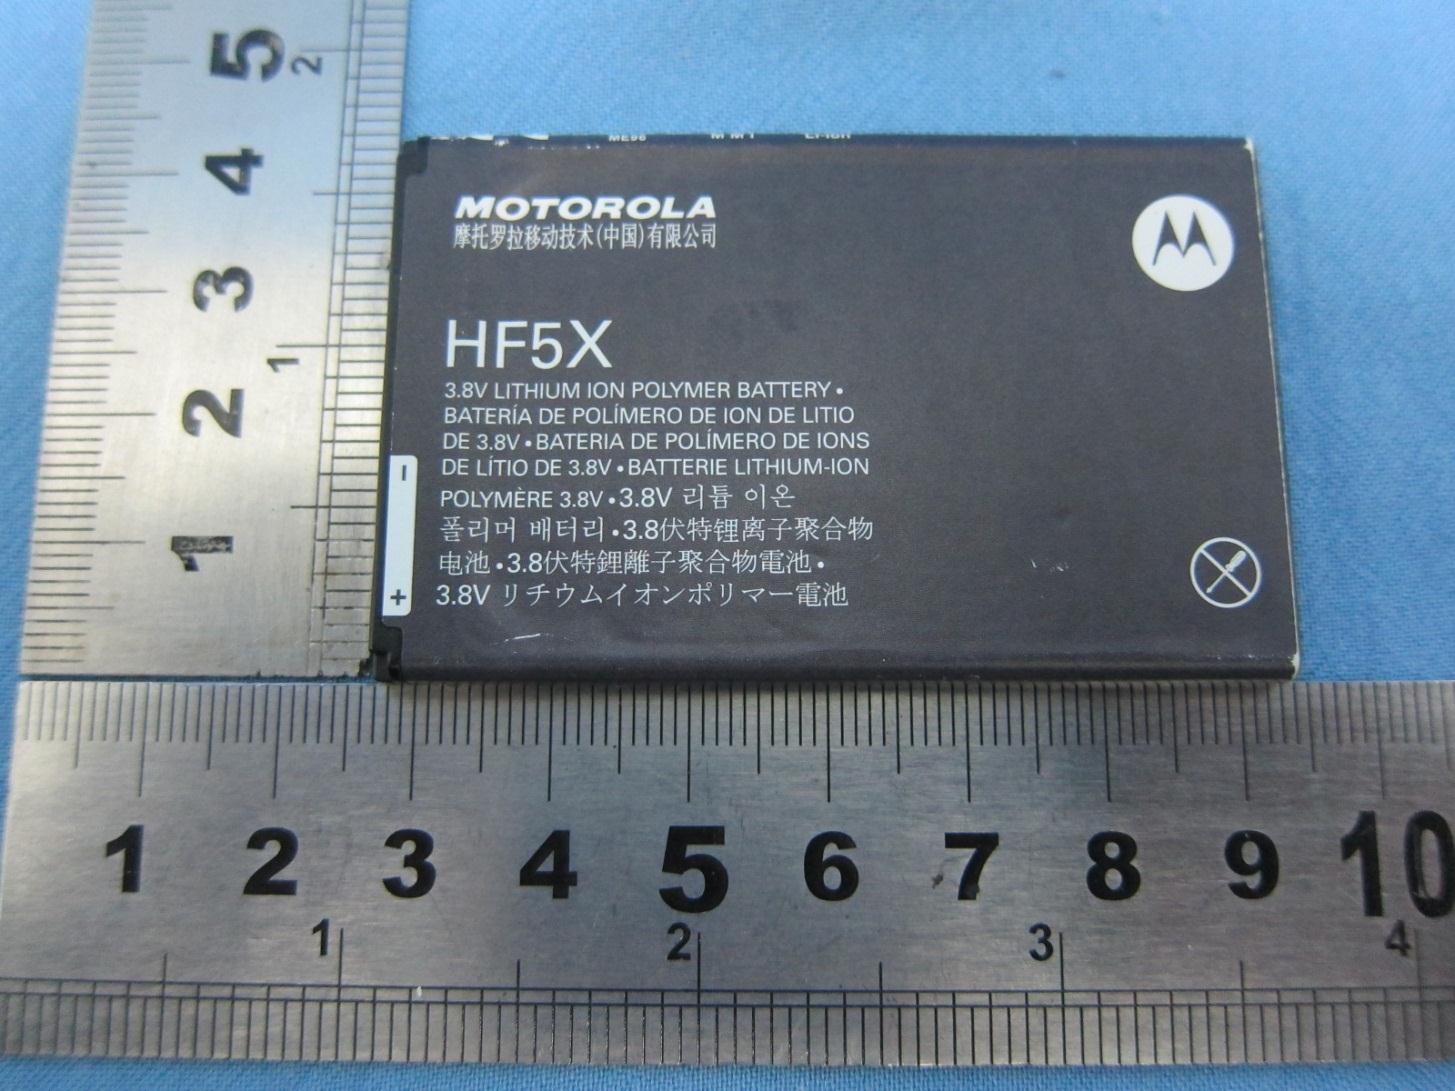 5
2
4
3
1
2
1
ME96
M M I
LI-ION
MOTOROLA
摩托罗拉移动技术(中国)有限公司
HF5X
3.8V LITHIUM ION POLYMER BATTERY •
BATERÍA DE POLÍMERO DE ION DE LITIO
DE 3.8V • BATERIA DE POLÍMERO DE IONS
DE LÍTIO DE 3.8V • BATTERIE LITHIUM-ION
POLYMÈRE 3.8V • 3.8V 리튬 이온
폴리머 배터리 • 3.8伏特锂离子聚合物
电池 • 3.8伏特鋰離子聚合物電池 •
3.8V リチウムイオンポリマー電池
-
+
1 2 3 4 5 6 7 8 9 10
1 2 3 4